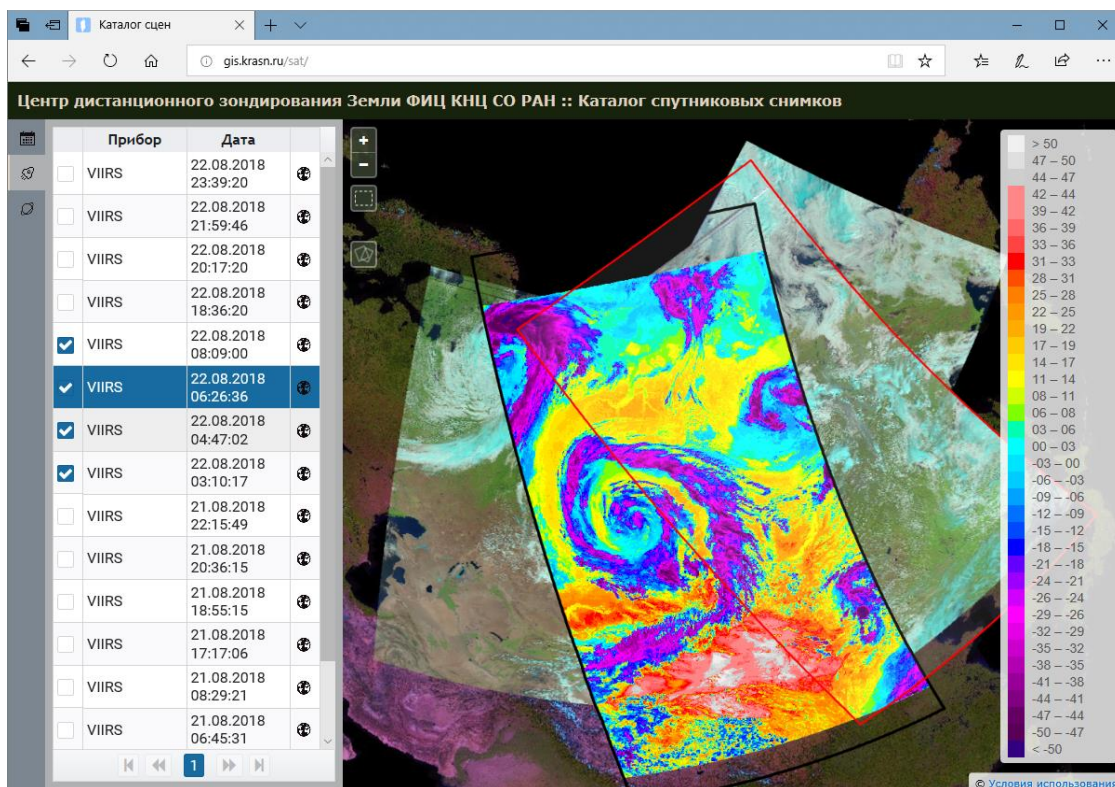 Каталог сцен
gis.krasn.ru/sat/
Центр дистанционного зондирования Земли ФИЦ КНЦ СО РАН :: Каталог спутниковых снимков
Прибор Дата
VIIRS 22.08.2018
23:39:20
VIIRS 22.08.2018
21:59:46
VIIRS 22.08.2018
20:17:20
VIIRS 22.08.2018
18:36:20
VIIRS 22.08.2018
08:09:00
VIIRS 22.08.2018
06:26:36
VIIRS 22.08.2018
04:47:02
VIIRS 22.08.2018
03:10:17
VIIRS 21.08.2018
22:15:49
VIIRS 21.08.2018
20:36:15
VIIRS 21.08.2018
18:55:15
VIIRS 21.08.2018
17:17:06
VIIRS 21.08.2018
08:29:21
VIIRS 21.08.2018
06:45:31
1
+
−
> 50
47 – 50
44 – 47
42 – 44
39 – 42
36 – 39
33 – 36
31 – 33
28 – 31
25 – 28
22 – 25
19 – 22
17 – 19
14 – 17
11 – 14
08 – 11
06 – 08
03 – 06
00 – 03
-03 – 00
-06 – -03
-09 – -06
-12 – -09
-15 – -12
-18 – -15
-21 – -18
-24 – -21
-26 – -24
-29 – -26
-32 – -29
-35 – -32
-38 – -35
-41 – -38
-44 – -41
-47 – -44
-50 – -47
< -50
© Условия использования